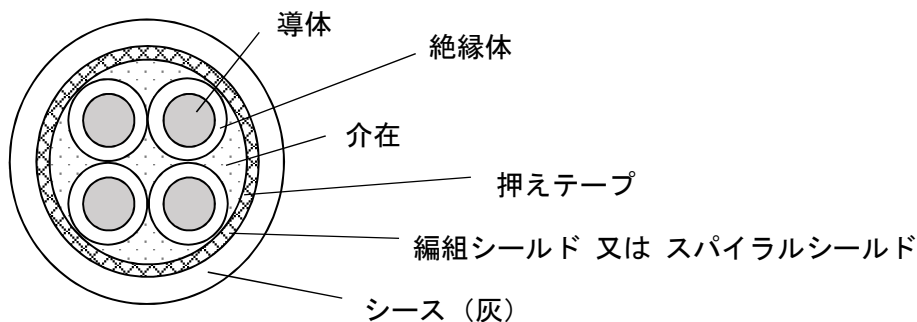 導体
絶縁体
介在
押えテープ
編組シールド 又は スパイラルシールド
シース（灰）